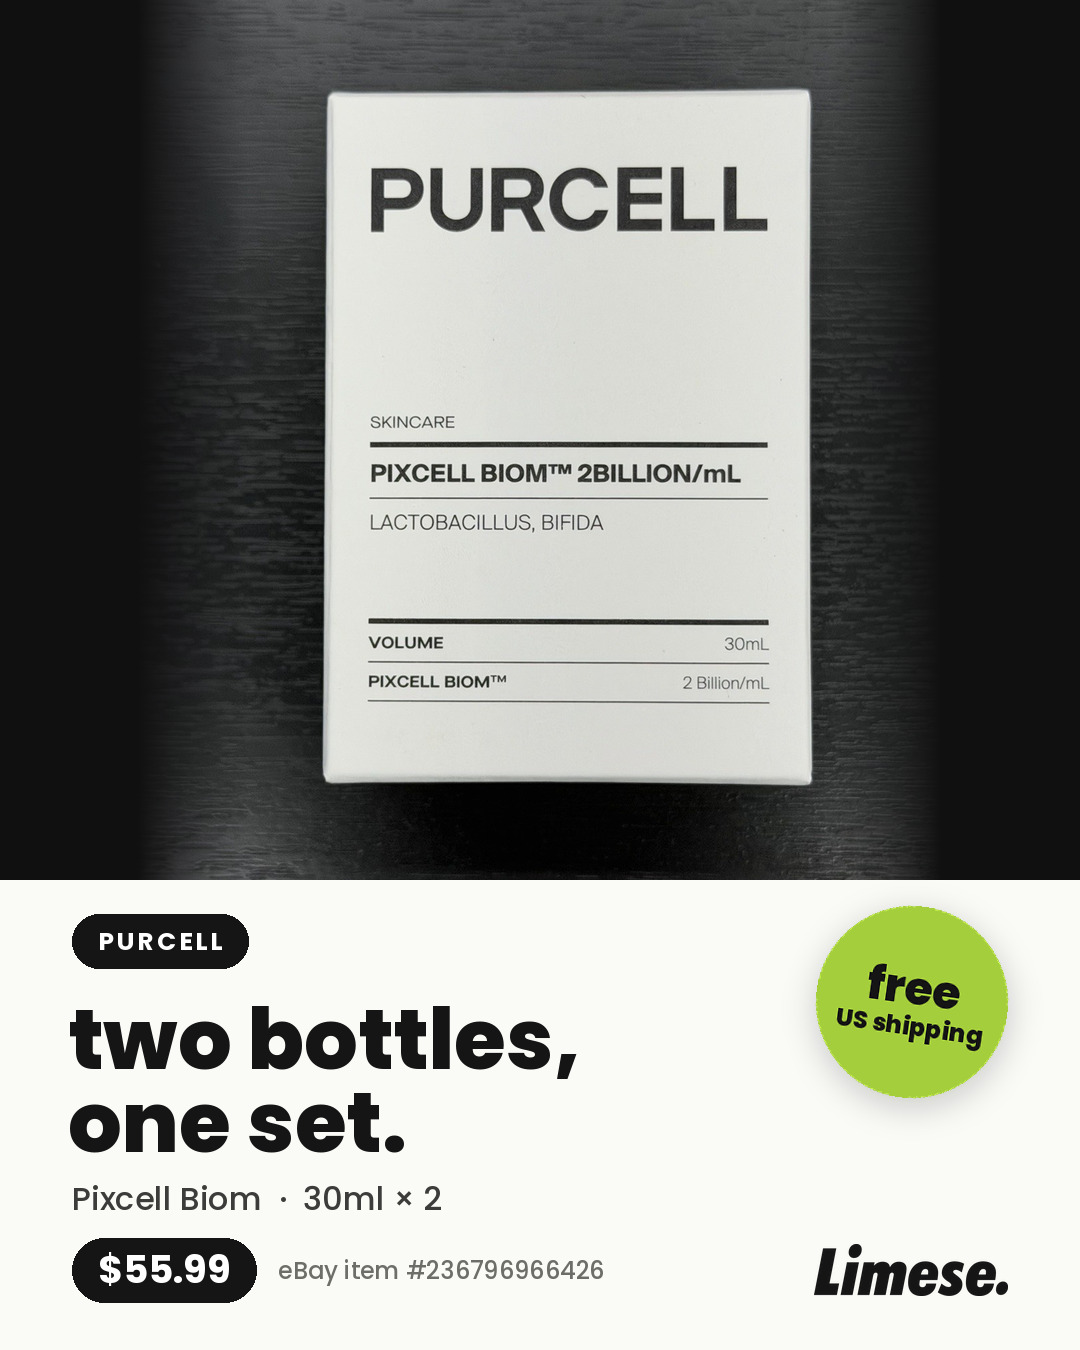 PURCELL
SKINCARE
PIXCELL BIOM™ 2BILLION/mL
LACTOBACILLUS, BIFIDA
VOLUME 30mL
PIXCELL BIOM™ 2 Billion/mL
PURCELL
free
US shipping
two bottles,
one set.
Pixcell Biom · 30ml × 2
$55.99 eBay item #236796966426
Limese.